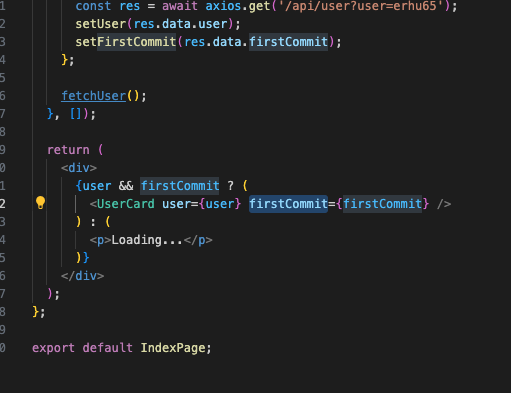 1 const res = await axios.get('/api/user?user=erhu65');
2 setUser(res.data.user);
3 setFirstCommit(res.data.firstCommit);
4 };
5
6 fetchUser();
7 }, []);
8
9 return (
0 <div>
1 {user && firstCommit ? (
2 <UserCard user={user} firstCommit={firstCommit} />
3 ) : (
4 <p>Loading...</p>
5 )}
6 </div>
7 );
8 };
9
0 export default IndexPage;